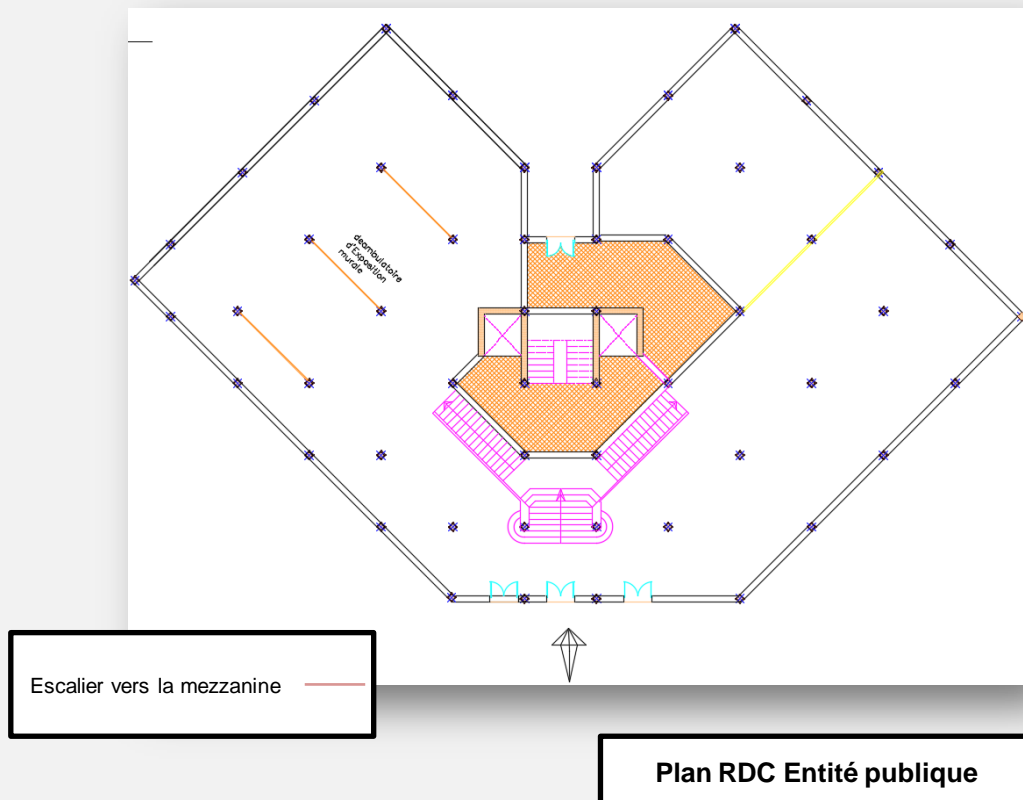 deambulatoire
d'Exposition
murale
Escalier vers la mezzanine
Plan RDC Entité publique